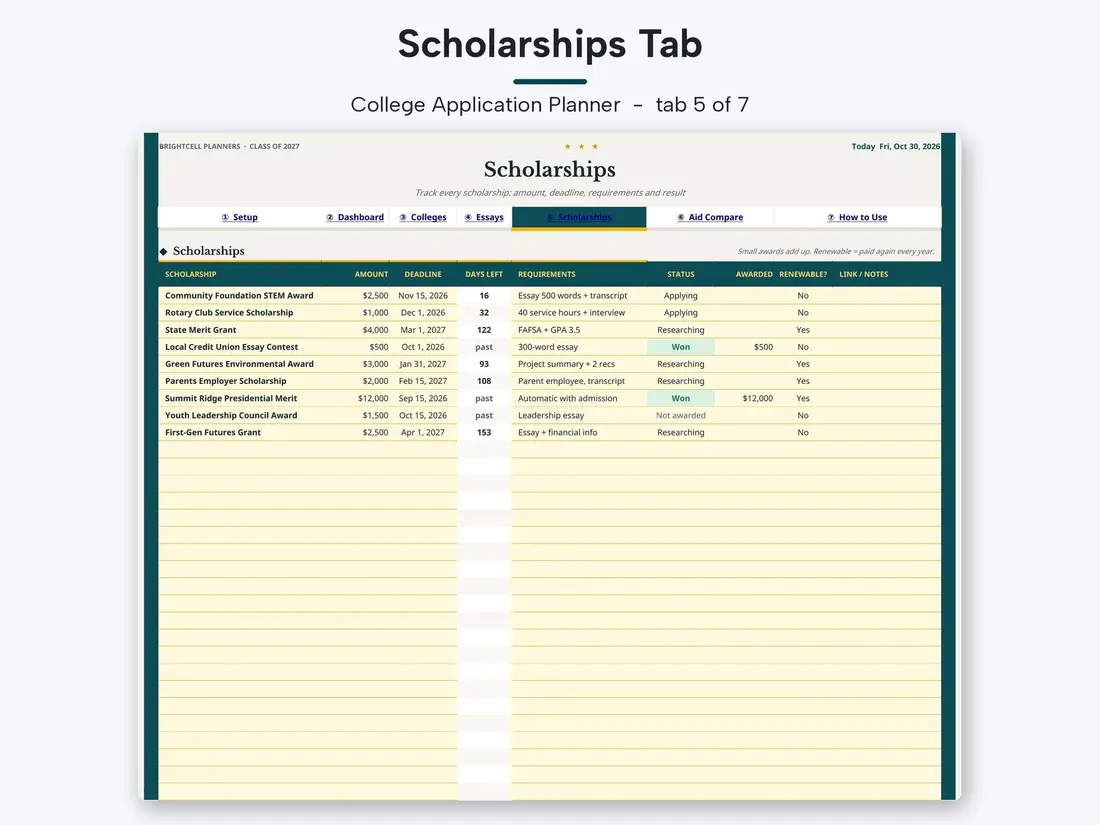 Scholarships Tab
College Application Planner - tab 5 of 7
BRIGHTCELL PLANNERS · CLASS OF 2027 ★ ★ ★ Today Fri, Oct 30, 2026
Scholarships
Track every scholarship: amount, deadline, requirements and result
① Setup ② Dashboard ③ Colleges ④ Essays ⑤ Scholarships ⑥ Aid Compare ⑦ How to Use
◆ Scholarships Small awards add up. Renewable = paid again every year.
SCHOLARSHIP AMOUNT DEADLINE DAYS LEFT REQUIREMENTS STATUS AWARDED RENEWABLE? LINK / NOTES
Community Foundation STEM Award $2,500 Nov 15, 2026 16 Essay 500 words + transcript Applying No
Rotary Club Service Scholarship $1,000 Dec 1, 2026 32 40 service hours + interview Applying No
State Merit Grant $4,000 Mar 1, 2027 122 FAFSA + GPA 3.5 Researching Yes
Local Credit Union Essay Contest $500 Oct 1, 2026 past 300-word essay Won $500 No
Green Futures Environmental Award $3,000 Jan 31, 2027 93 Project summary + 2 recs Researching Yes
Parents Employer Scholarship $2,000 Feb 15, 2027 108 Parent employee, transcript Researching Yes
Summit Ridge Presidential Merit $12,000 Sep 15, 2026 past Automatic with admission Won $12,000 Yes
Youth Leadership Council Award $1,500 Oct 15, 2026 past Leadership essay Not awarded No
First-Gen Futures Grant $2,500 Apr 1, 2027 153 Essay + financial info Researching No